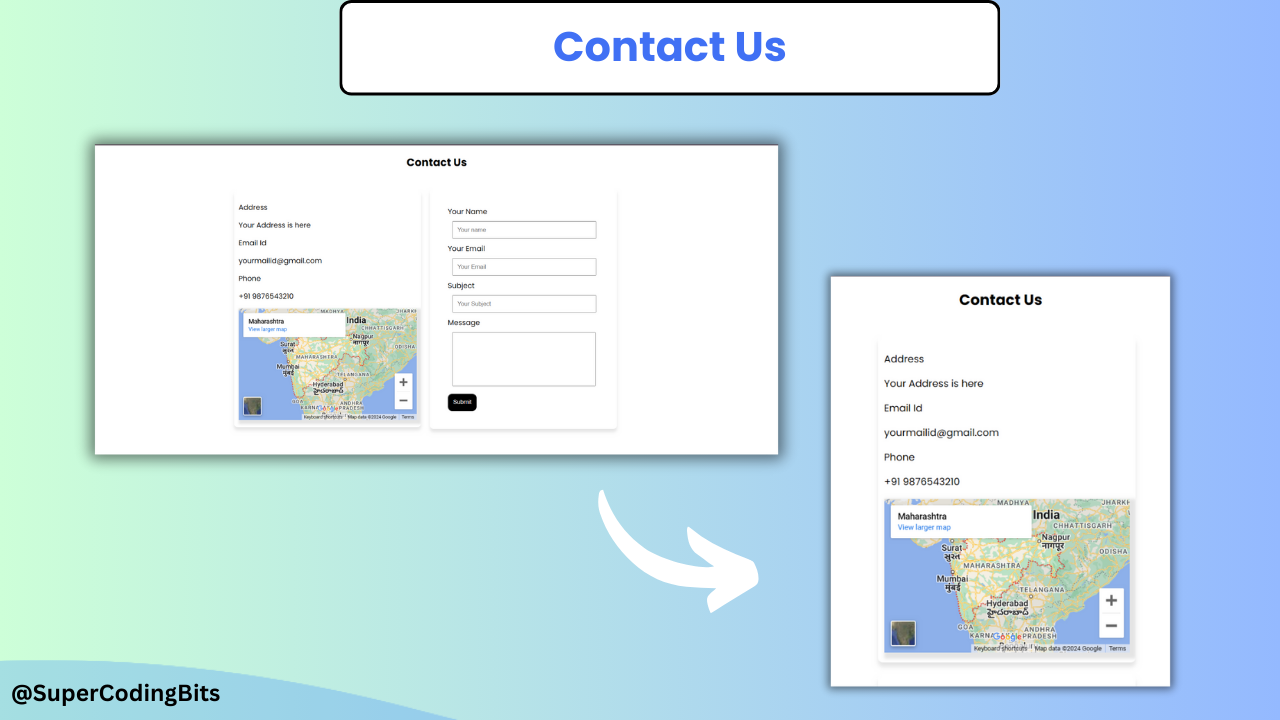 Contact Us
Contact Us
Address
Your Address is here
Email Id
yourmailid@gmail.com
Phone
+91 9876543210
Maharashtra
View larger map
India
CHHATTISGARH
Surat
સુરત
Nagpur
नागपूर
ODISHA
MAHARASHTRA
Mumbai
मुंबई
TELANGANA
Hyderabad
GOA
ANDHRA
PRADESH
Keyboard shortcuts Map data ©2024 Google Terms
Your Name
Your name
Your Email
Your Email
Subject
Your Subject
Message
Submit
Contact Us
Address
Your Address is here
Email Id
yourmailid@gmail.com
Phone
+91 9876543210
MADHYA
Maharashtra
View larger map
India
CHHATTISGARH
Surat
સુરત
Nagpur
नागपूर
ODISHA
MAHARASHTRA
Mumbai
मुंबई
TELANGANA
Hyderabad
హైదరాబాద్
GOA
ANDHRA
PRADESH
Google
Keyboard shortcuts Map data ©2024 Google Terms
@SuperCodingBits